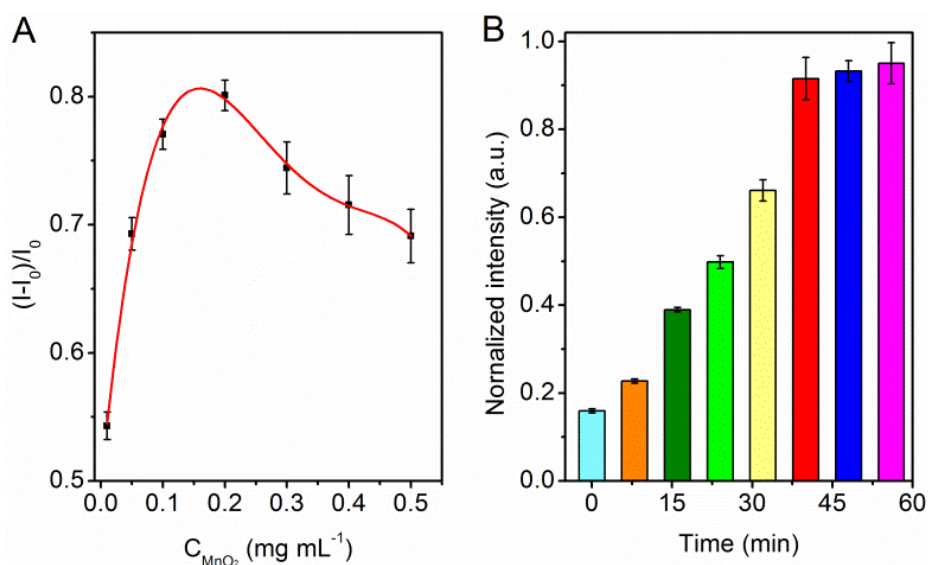 A
(I-I₀)/I₀
0.8
0.7
0.6
0.5
0.0 0.1 0.2 0.3 0.4 0.5
C_MnO₂ (mg mL⁻¹)
B
Normalized intensity (a.u.)
1.0
0.8
0.6
0.4
0.2
0.0
0 15 30 45 60
Time (min)